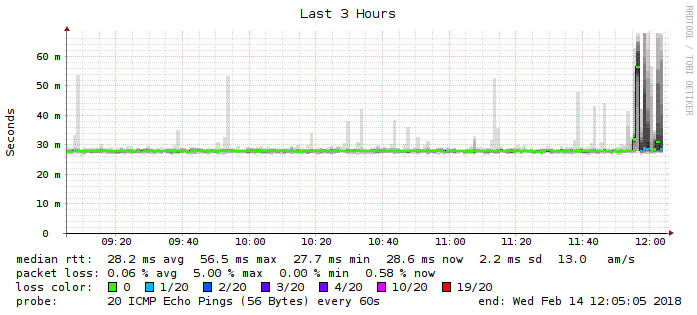 Last 3 Hours
RRDTOOL / TOBI OETIKER
Seconds
60 m
50 m
40 m
30 m
20 m
10 m
0
09:20 09:40 10:00 10:20 10:40 11:00 11:20 11:40 12:00
median rtt: 28.2 ms avg 56.5 ms max 27.7 ms min 28.6 ms now 2.2 ms sd 13.0 am/s
packet loss: 0.06 % avg 5.00 % max 0.00 % min 0.58 % now
loss color: 0 1/20 2/20 3/20 4/20 10/20 19/20
probe: 20 ICMP Echo Pings (56 Bytes) every 60s end: Wed Feb 14 12:05:05 2018